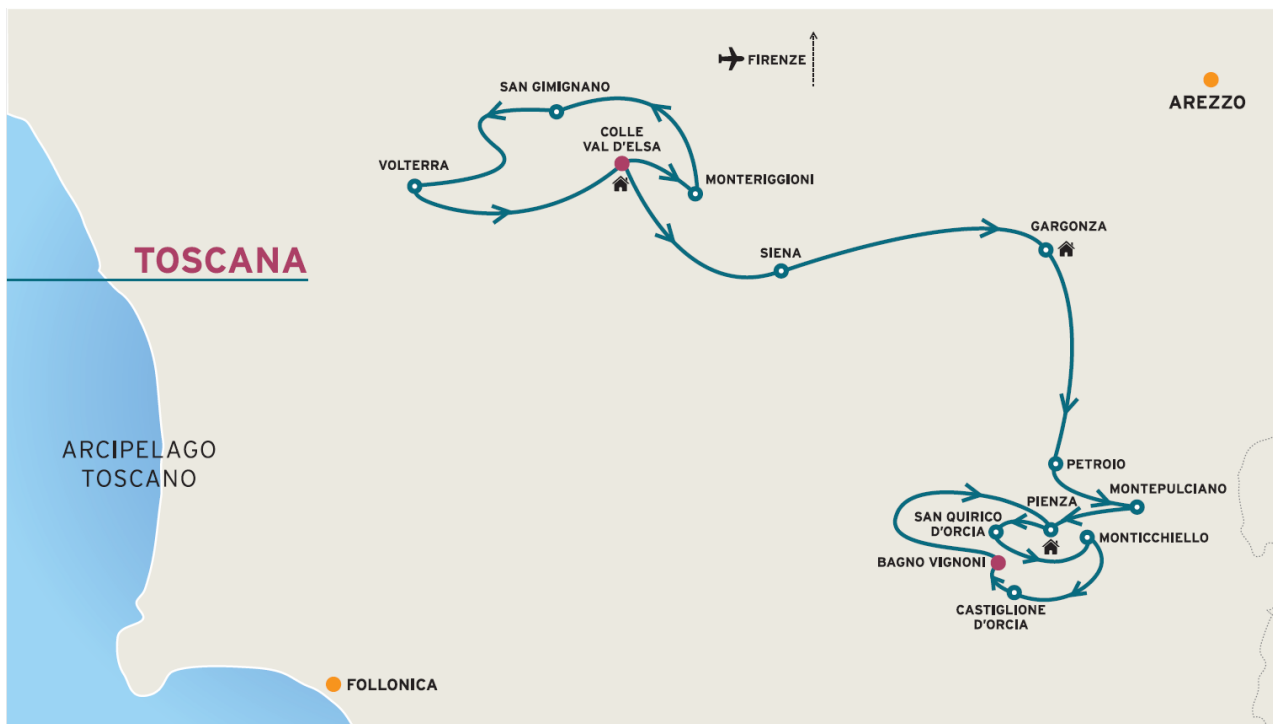 FIRENZE
AREZZO
SAN GIMIGNANO
COLLE
VAL D'ELSA
VOLTERRA
MONTERIGGIONI
TOSCANA
SIENA
GARGONZA
ARCIPELAGO
TOSCANO
PETROIO
MONTEPULCIANO
PIENZA
SAN QUIRICO
D'ORCIA
MONTICCHIELLO
BAGNO VIGNONI
CASTIGLIONE
D'ORCIA
FOLLONICA